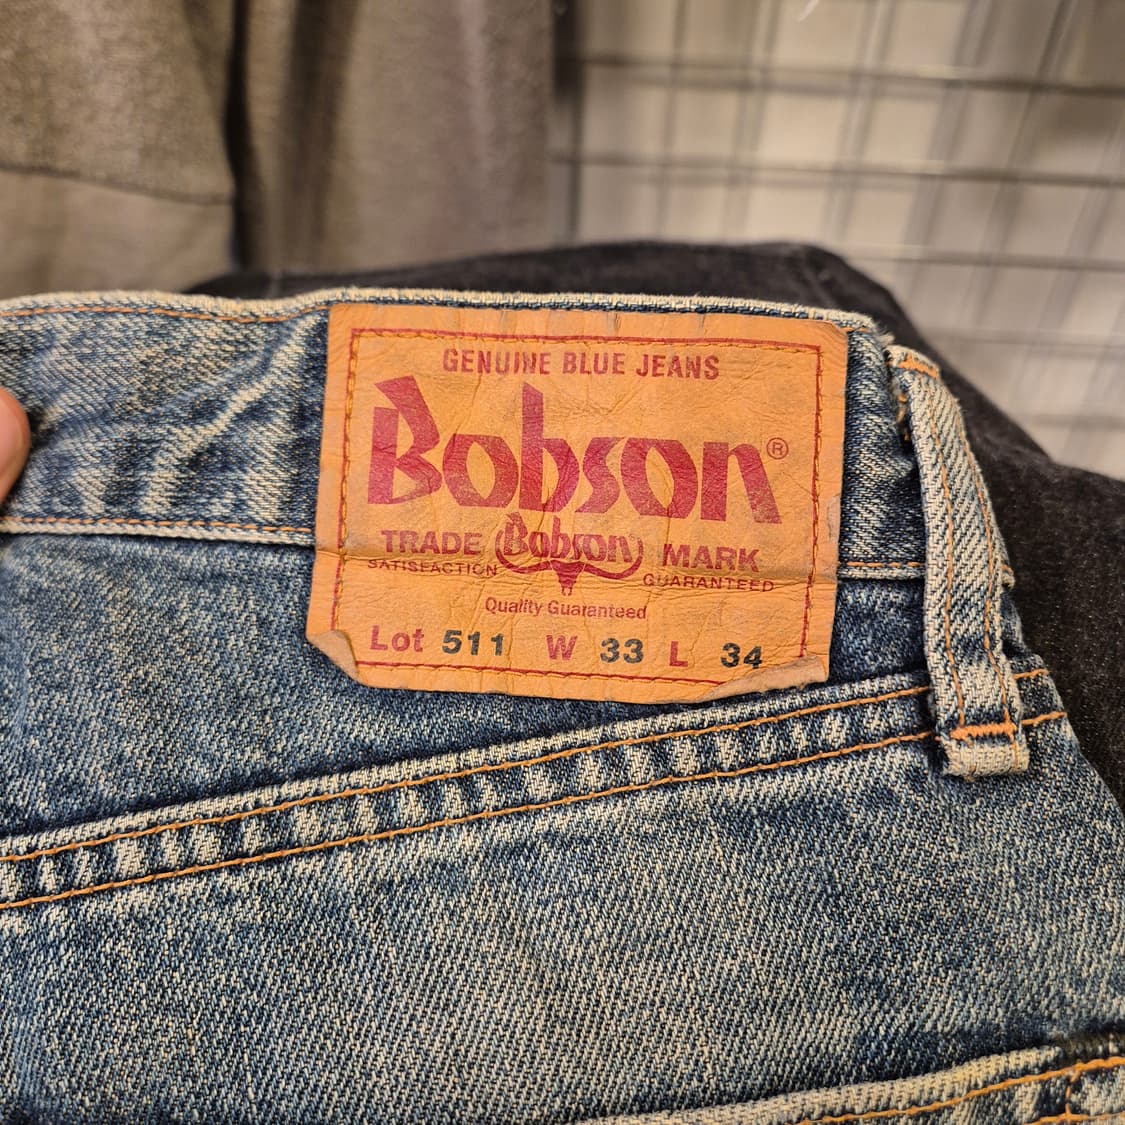 GENUINE BLUE JEANS
Bobson®
TRADE Bobson MARK
SATISFACTION GUARANTEED
Quality Guaranteed
Lot 511 W 33 L 34